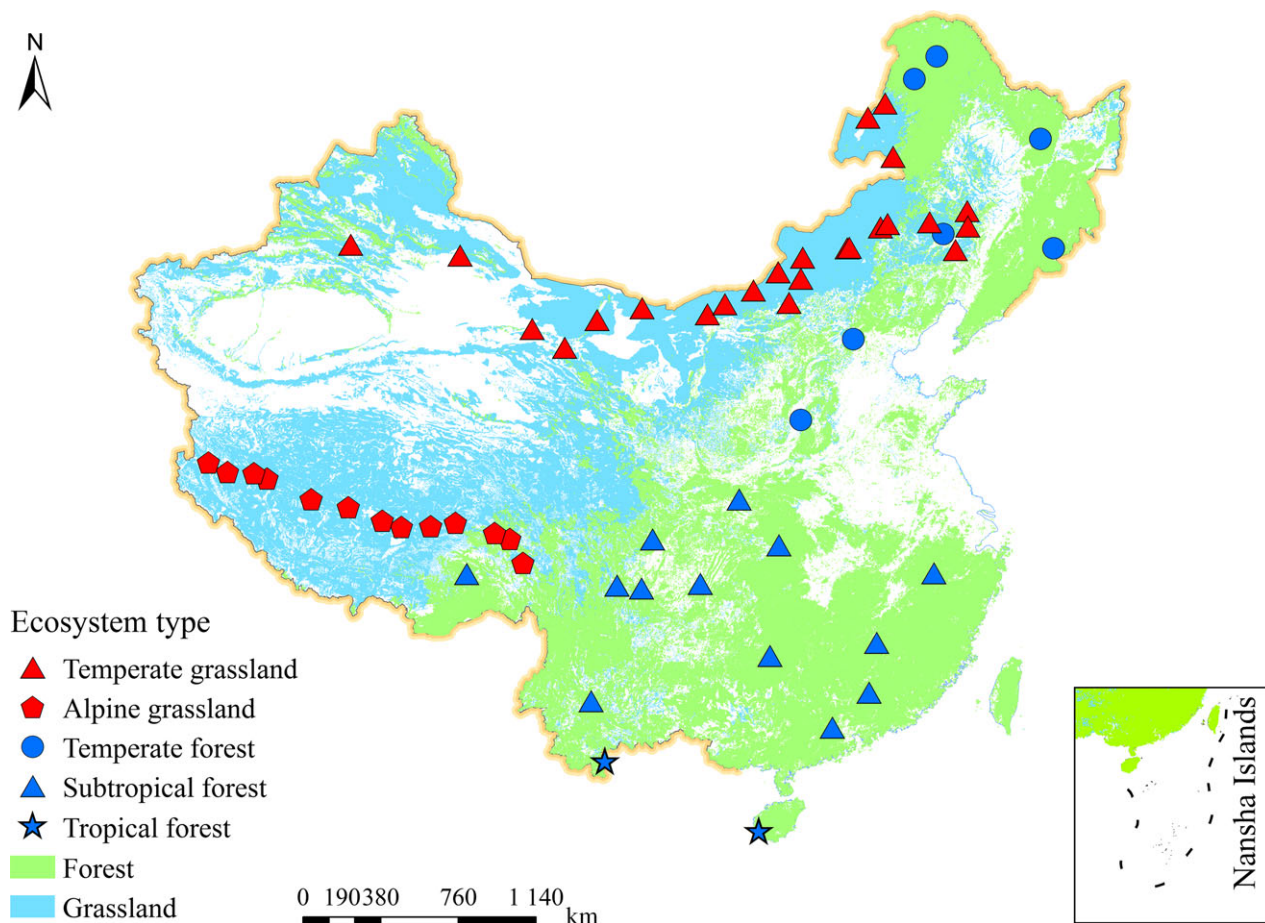 N
Ecosystem type
Temperate grassland
Alpine grassland
Temperate forest
Subtropical forest
Tropical forest
Forest
Grassland
0 190380 760 1 140
km
Nansha Islands